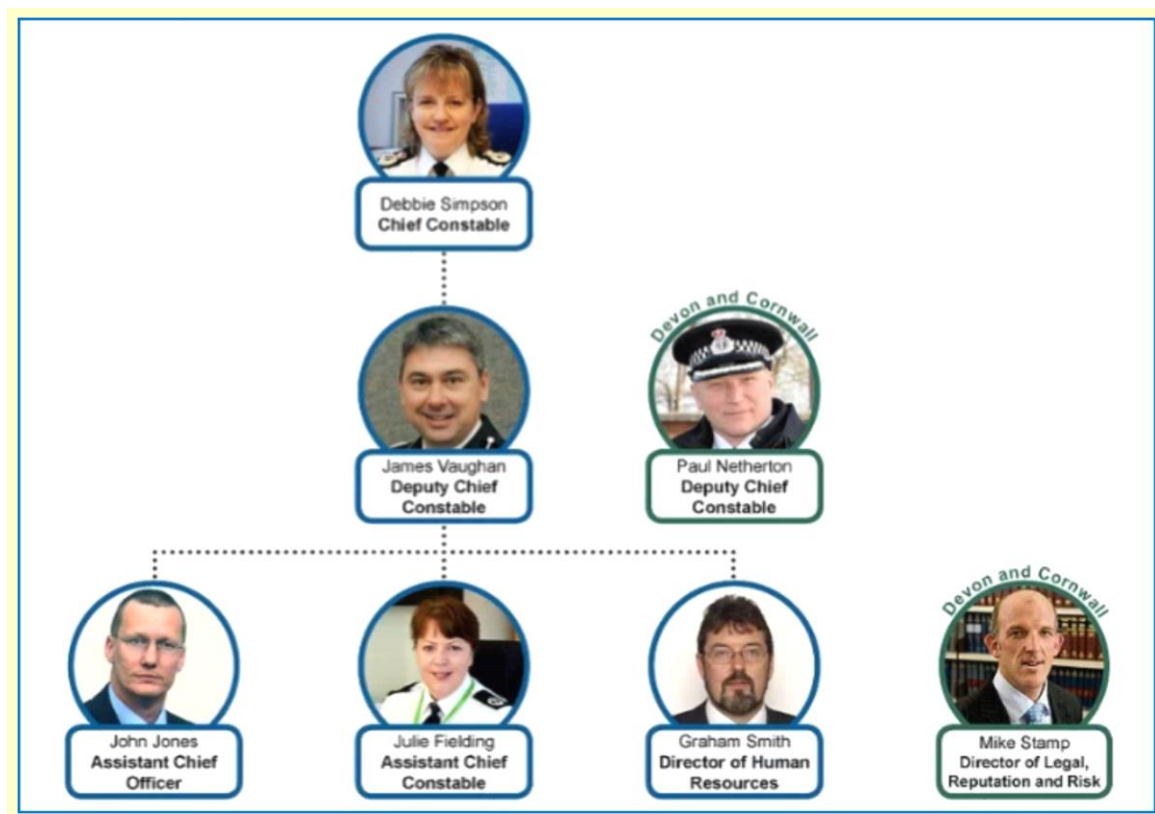 Debbie Simpson
Chief Constable
Devon and Cornwall
James Vaughan
Deputy Chief
Constable
Paul Netherton
Deputy Chief
Constable
Devon and Cornwall
John Jones
Assistant Chief
Officer
Julie Fielding
Assistant Chief
Constable
Graham Smith
Director of Human
Resources
Mike Stamp
Director of Legal,
Reputation and Risk